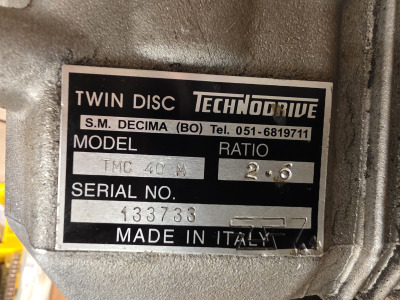 TWIN DISC TECHNODRIVE
S.M. DECIMA (BO) Tel. 051-6819711
MODEL RATIO
TMC 40 M 2.6
SERIAL NO.
133733
MADE IN ITALY